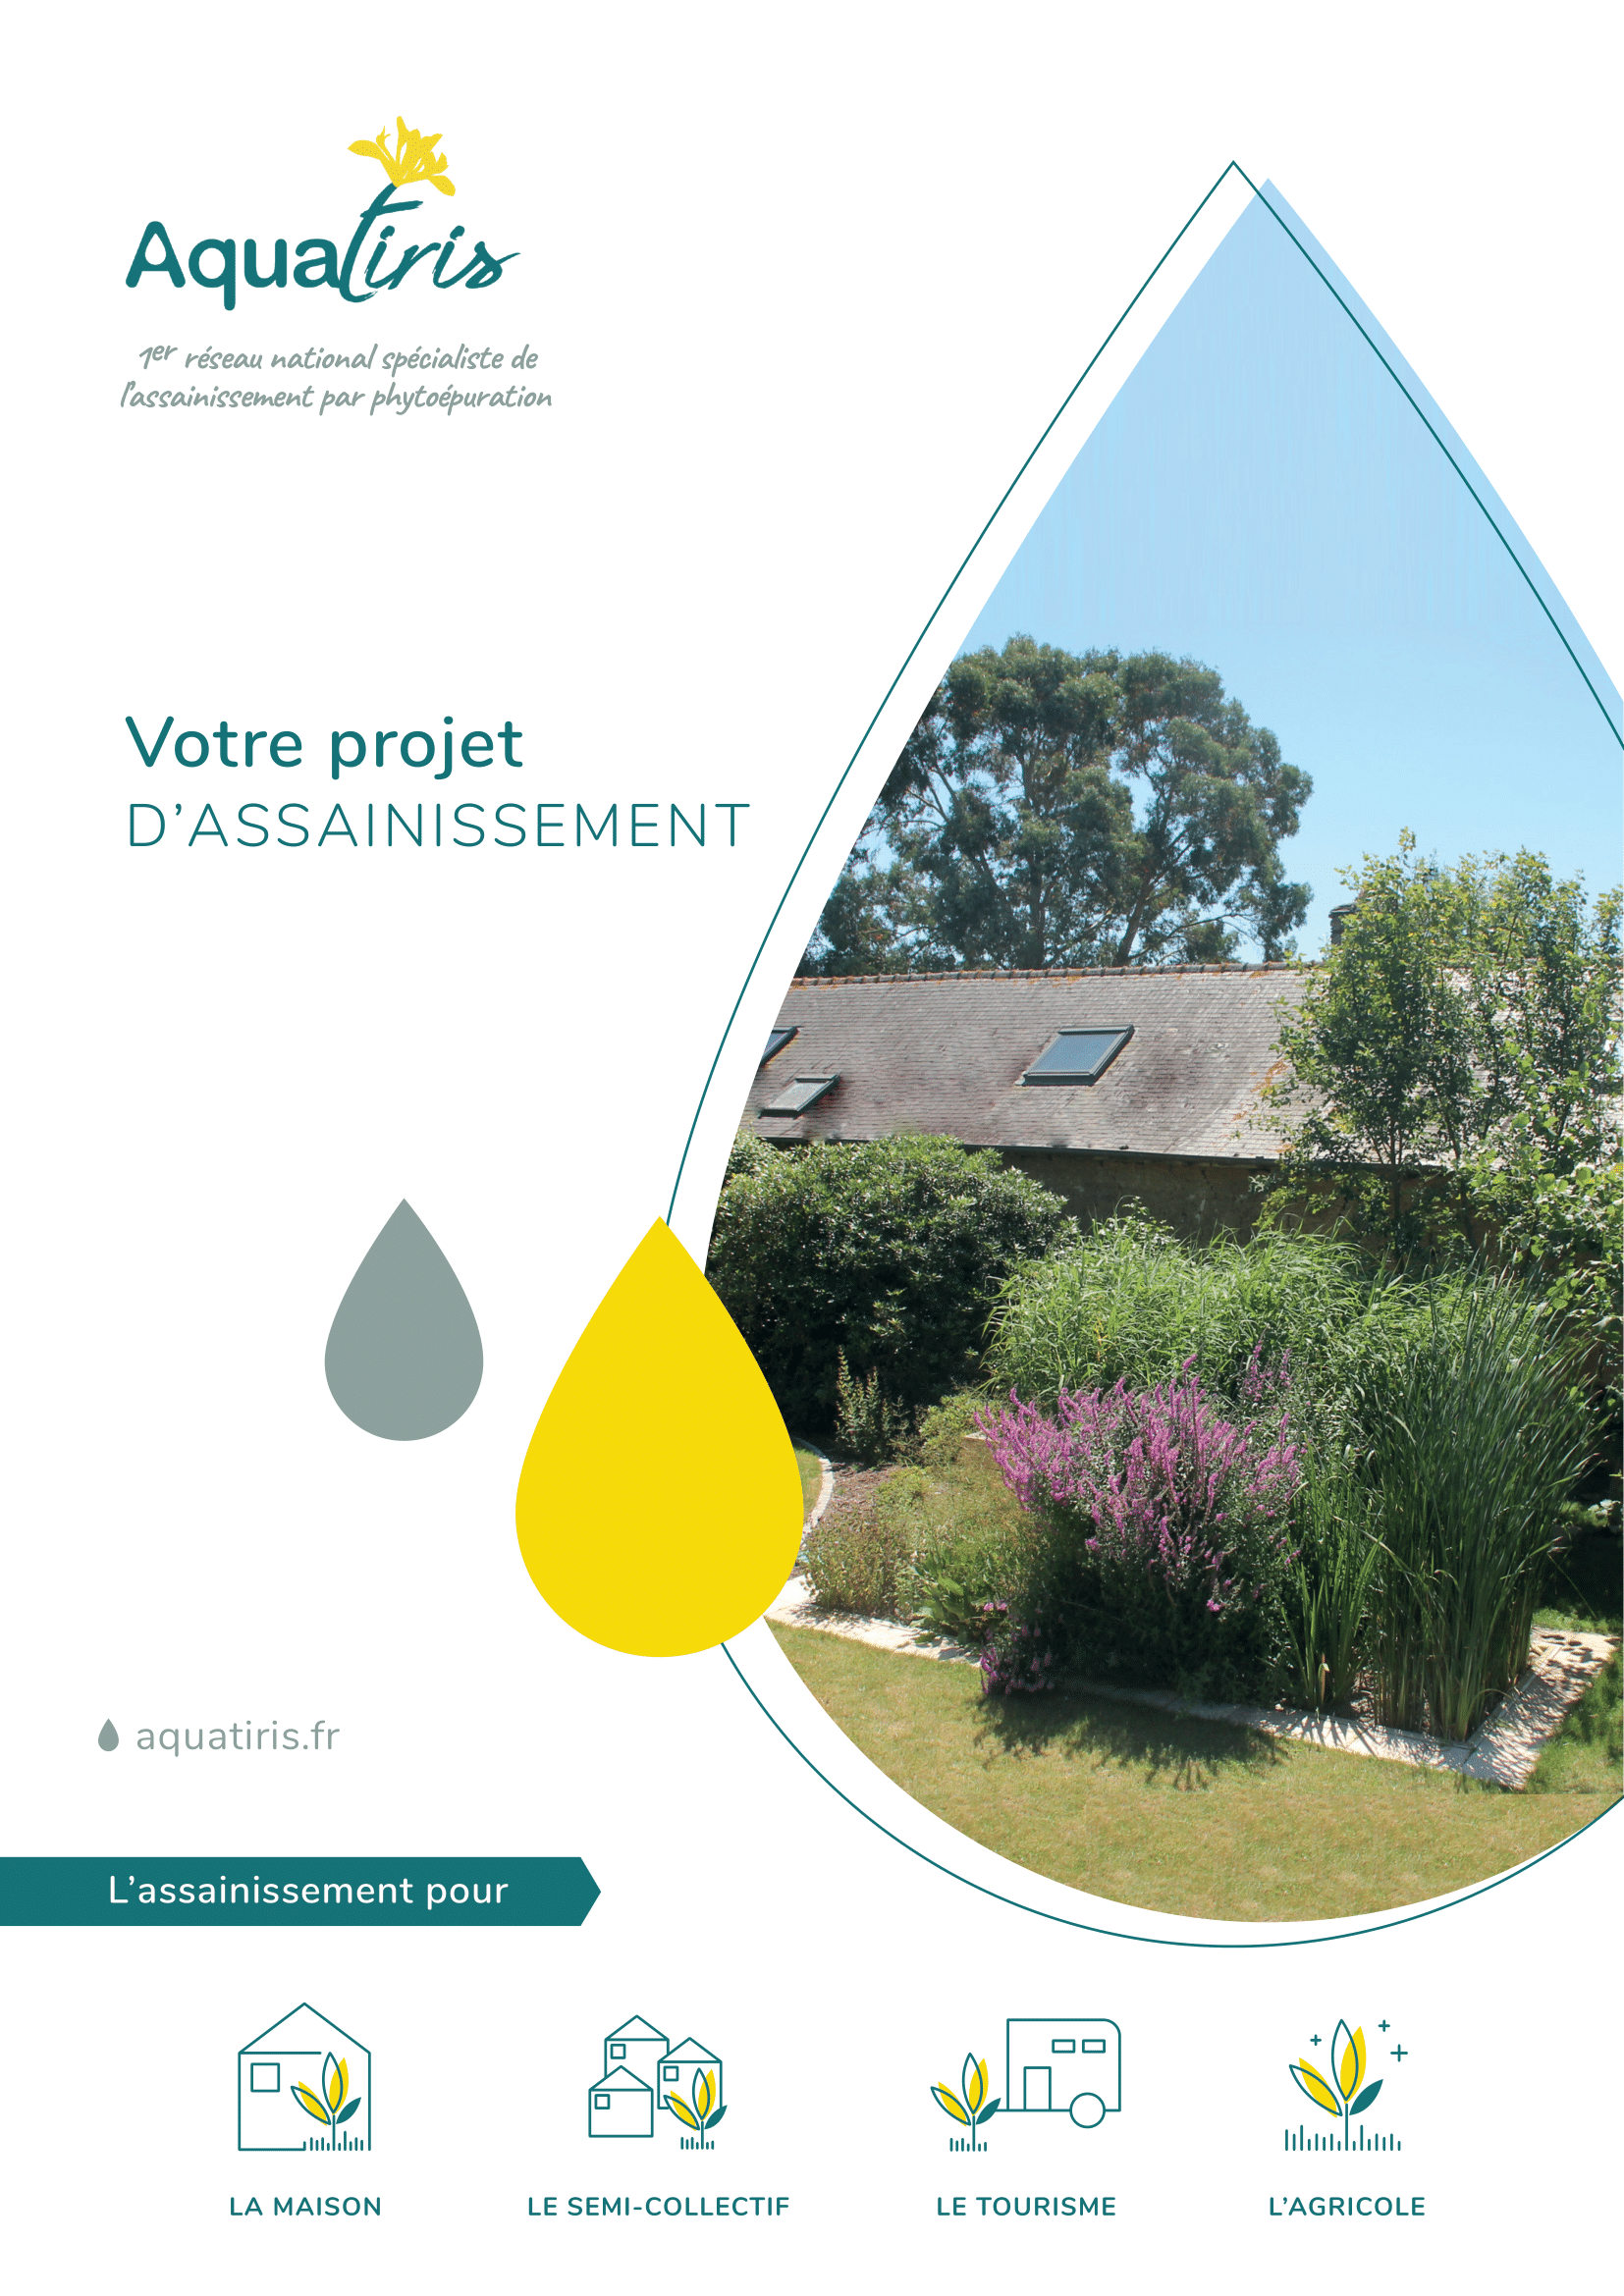 Aquatiris
1er réseau national spécialiste de
l'assainissement par phytoépuration
Votre projet
D'ASSAINISSEMENT
aquatiris.fr
L'assainissement pour
LA MAISON
LE SEMI-COLLECTIF
LE TOURISME
L'AGRICOLE